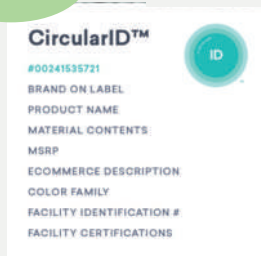 CircularID™
ID
#00241535721
BRAND ON LABEL
PRODUCT NAME
MATERIAL CONTENTS
MSRP
ECOMMERCE DESCRIPTION
COLOR FAMILY
FACILITY IDENTIFICATION #
FACILITY CERTIFICATIONS